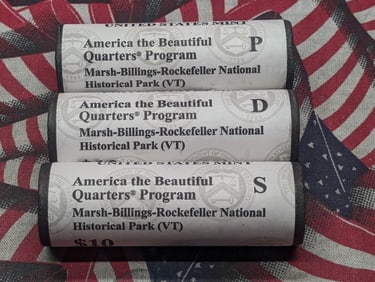 UNITED STATES MINT
America the Beautiful P
Quarters® Program
Marsh-Billings-Rockefeller National
Historical Park (VT)
America the Beautiful D
Quarters® Program
Marsh-Billings-Rockefeller National
Historical Park (VT)
UNITED STATES MINT
America the Beautiful S
Quarters® Program
Marsh-Billings-Rockefeller National
Historical Park (VT)
$10